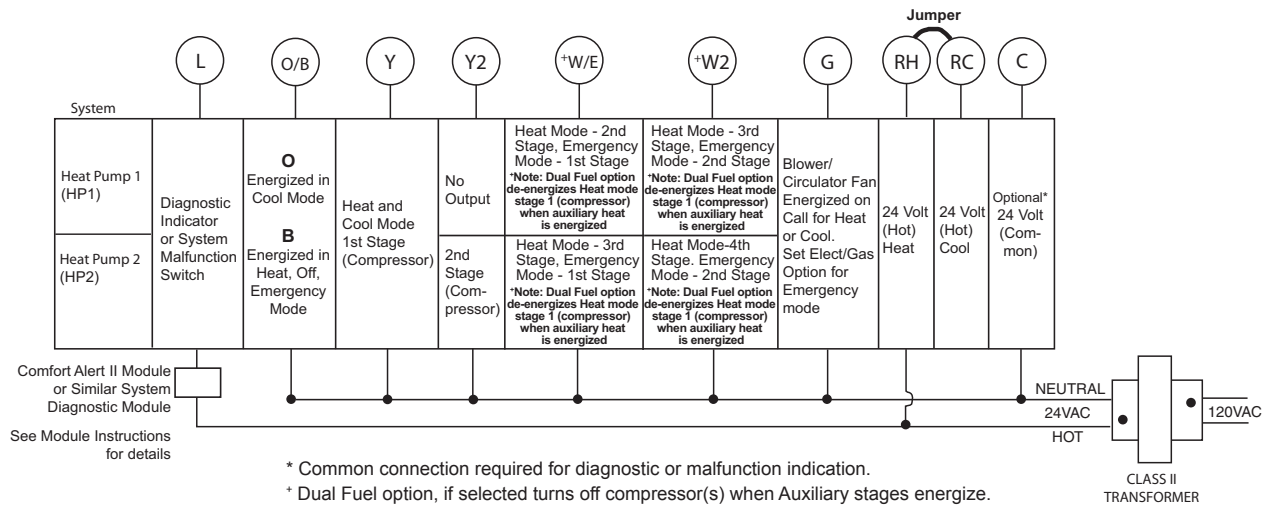 Jumper
L
O/B
Y
Y2
+W/E
+W2
G
RH
RC
C
System
Heat Pump 1
(HP1)
Heat Pump 2
(HP2)
Diagnostic
Indicator
or System
Malfunction
Switch
O
Energized in
Cool Mode
B
Energized in
Heat, Off,
Emergency
Mode
Heat and
Cool Mode
1st Stage
(Compressor)
No
Output
2nd
Stage
(Com-
pressor)
Heat Mode - 2nd
Stage, Emergency
Mode - 1st Stage
+Note: Dual Fuel option
de-energizes Heat mode
stage 1 (compressor)
when auxiliary heat
is energized
Heat Mode - 3rd
Stage, Emergency
Mode - 1st Stage
+Note: Dual Fuel option
de-energizes Heat mode
stage 1 (compressor)
when auxiliary heat
is energized
Heat Mode - 3rd
Stage, Emergency
Mode - 2nd Stage
+Note: Dual Fuel option
de-energizes Heat mode
stage 1 (compressor)
when auxiliary heat
is energized
Heat Mode-4th
Stage. Emergency
Mode - 2nd Stage
+Note: Dual Fuel option
de-energizes Heat mode
stage 1 (compressor)
when auxiliary heat
is energized
Blower/
Circulator Fan
Energized on
Call for Heat
or Cool.
Set Elect/Gas
Option for
Emergency
mode
24 Volt
(Hot)
Heat
24 Volt
(Hot)
Cool
Optional*
24 Volt
(Com-
mon)
Comfort Alert II Module
or Similar System
Diagnostic Module
See Module Instructions
for details
NEUTRAL
24VAC
HOT
120VAC
CLASS II
TRANSFORMER
* Common connection required for diagnostic or malfunction indication.
+ Dual Fuel option, if selected turns off compressor(s) when Auxiliary stages energize.